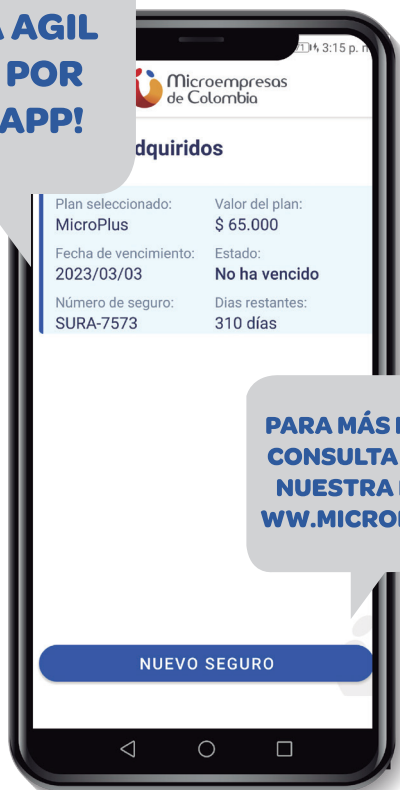 A AGIL
POR
APP!
3:15 p. n
Microempresas
de Colombia
dquiridos
Plan seleccionado:
MicroPlus
Valor del plan:
$ 65.000
Fecha de vencimiento:
2023/03/03
Estado:
No ha vencido
Número de seguro:
SURA-7573
Dias restantes:
310 días
PARA MÁS
CONSULTA
NUESTRA
WW.MICRO
NUEVO SEGURO